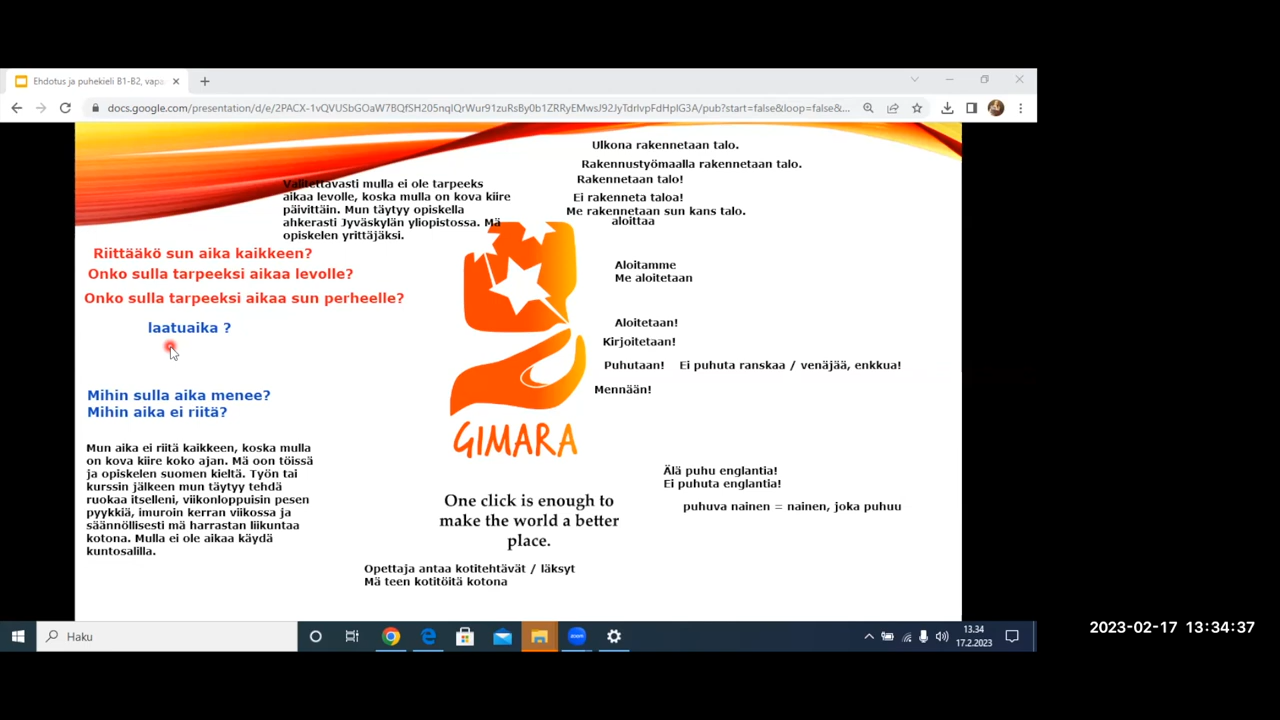 Ehdotus ja puhekieli B1-B2, vapa
docs.google.com/presentation/d/e/2PACX-1vQVUSbGOaW7BQfSH205nqIQrWur91zuRsBy0b1ZRRyEMwsJ92JyTdrlvpFdHpIG3A/pub?start=false&loop=false&...
Ulkona rakennetaan talo.
Rakennustyömaalla rakennetaan talo.
Rakennetaan talo!
Ei rakenneta taloa!
Me rakennetaan sun kans talo.
aloittaa
Valitettavasti mulla ei ole tarpeeks
aikaa levolle, koska mulla on kova kiire
päivittäin. Mun täytyy opiskella
ahkerasti Jyväskylän yliopistossa. Mä
opiskelen yrittäjäksi.
Riittääkö sun aika kaikkeen?
Onko sulla tarpeeksi aikaa levolle?
Onko sulla tarpeeksi aikaa sun perheelle?
laatuaika ?
Aloitamme
Me aloitetaan
Aloitetaan!
Kirjoitetaan!
Puhutaan! Ei puhuta ranskaa / venäjää, enkkua!
Mennään!
Mihin sulla aika menee?
Mihin aika ei riitä?
Mun aika ei riitä kaikkeen, koska mulla
on kova kiire koko ajan. Mä oon töissä
ja opiskelen suomen kieltä. Työn tai
kurssin jälkeen mun täytyy tehdä
ruokaa itselleni, viikonloppuisin pesen
pyykkiä, imuroin kerran viikossa ja
säännöllisesti mä harrastan liikuntaa
kotona. Mulla ei ole aikaa käydä
kuntosalilla.
GIMARA
One click is enough to
make the world a better
place.
Älä puhu englantia!
Ei puhuta englantia!
puhuva nainen = nainen, joka puhuu
Opettaja antaa kotitehtävät / läksyt
Mä teen kotitöitä kotona
Haku
13.34
17.2.2023
2023-02-17 13:34:37